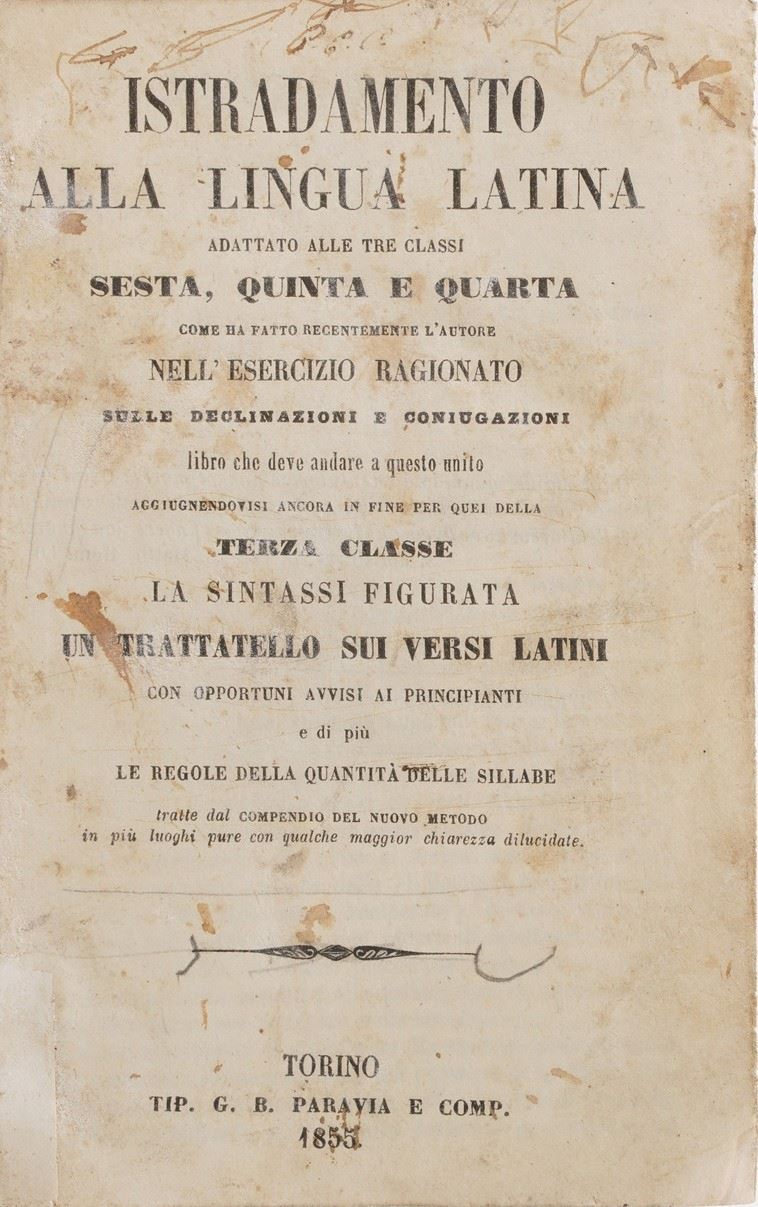 ISTRADAMENTO
ALLA LINGUA LATINA
ADATTATO ALLE TRE CLASSI
SESTA, QUINTA E QUARTA
COME HA FATTO RECENTEMENTE L'AUTORE
NELL' ESERCIZIO RAGIONATO
SULLE DECLINAZIONI E CONIUGAZIONI
libro che deve andare a questo unito
AGGIUGNENDOVISI ANCORA IN FINE PER QUEI DELLA
TERZA CLASSE
LA SINTASSI FIGURATA
UN TRATTATELLO SUI VERSI LATINI
CON OPPORTUNI AVVISI AI PRINCIPIANTI
e di più
LE REGOLE DELLA QUANTITÀ DELLE SILLABE
tratte dal COMPENDIO DEL NUOVO METODO
in più luoghi pure con qualche maggior chiarezza dilucidate.
TORINO
TIP. G. B. PARAVIA E COMP.
1855.